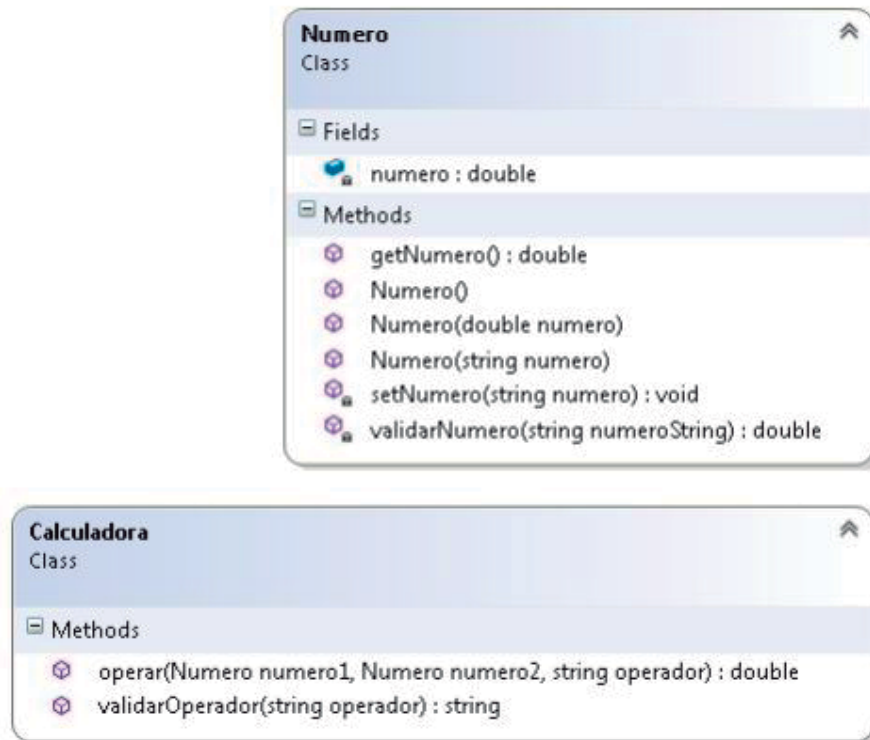 Numero
Class
Fields
numero : double
Methods
getNumero() : double
Numero()
Numero(double numero)
Numero(string numero)
setNumero(string numero) : void
validarNumero(string numeroString) : double
Calculadora
Class
Methods
operar(Numero numero1, Numero numero2, string operador) : double
validarOperador(string operador) : string